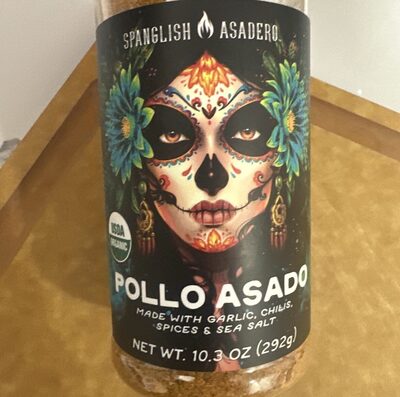 SPANGLISH ASADERO
USDA
ORGANIC
POLLO ASADO
MADE WITH GARLIC, CHILIS,
SPICES & SEA SALT
NET WT. 10.3 OZ (292g)